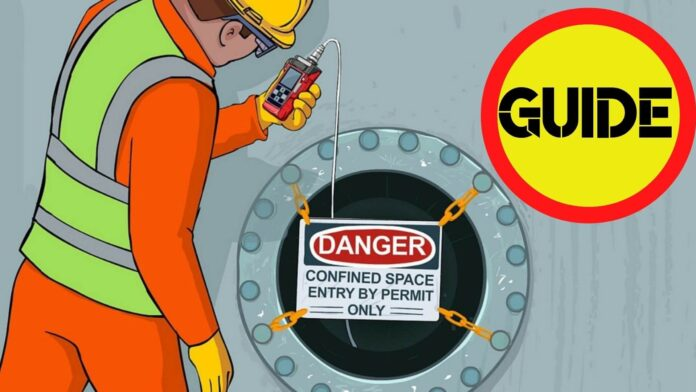 GUIDE
DANGER
CONFINED SPACE
ENTRY BY PERMIT
ONLY